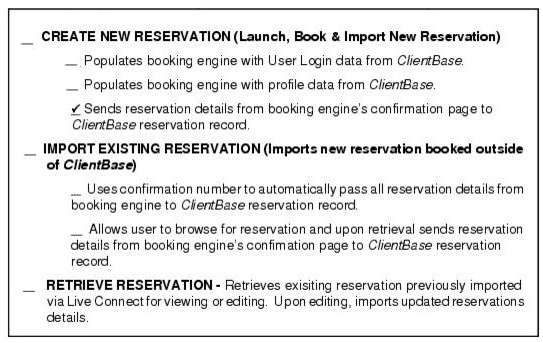 __ CREATE NEW RESERVATION (Launch, Book & Import New Reservation)
__ Populates booking engine with User Login data from ClientBase.
__ Populates booking engine with profile data from ClientBase.
✓ Sends reservation details from booking engine's confirmation page to
ClientBase reservation record.
__ IMPORT EXISTING RESERVATION (Imports new reservation booked outside
of ClientBase)
__ Uses confirmation number to automatically pass all reservation details from
booking engine to ClientBase reservation record.
__ Allows user to browse for reservation and upon retrieval sends reservation
details from booking engine's confimation page to ClientBase reservation
record.
__ RETRIEVE RESERVATION - Retrieves exisiting reservation previously imported
via Live Connect for viewing or editing. Upon editing, imports updated reservations
details.